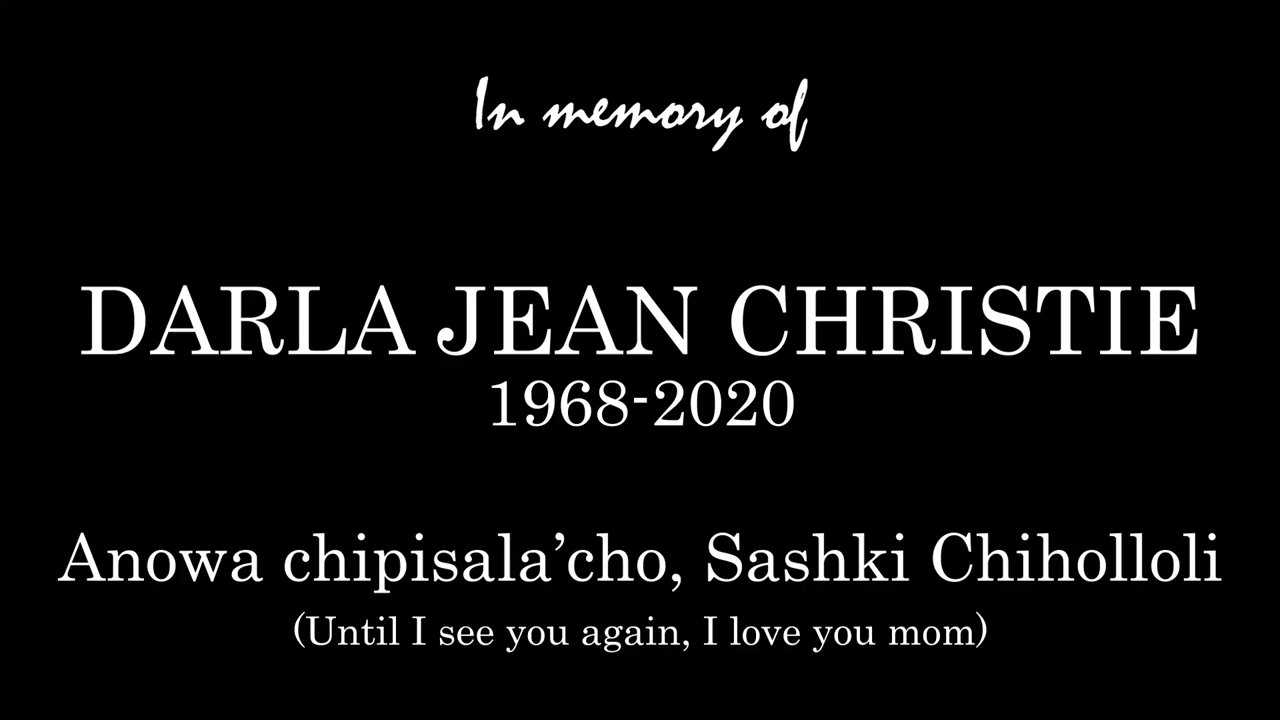 In memory of
DARLA JEAN CHRISTIE
1968-2020
Anowa chipisala’cho, Sashki Chiholloli
(Until I see you again, I love you mom)